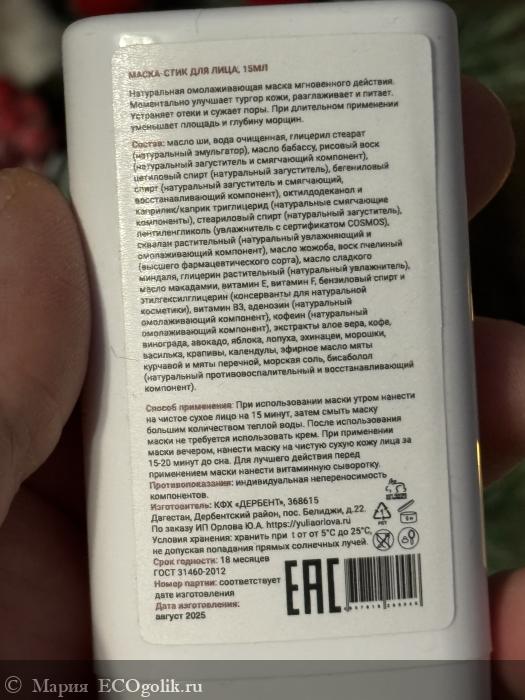 МАСКА-СТИК ДЛЯ ЛИЦА, 15МЛ
Натуральная омолаживающая маска мгновенного действия.
Моментально улучшает тургор кожи, разглаживает и питает.
Устраняет отеки и сужает поры. При длительном применении
уменьшает площадь и глубину морщин.
Состав: масло ши, вода очищенная, глицерил стеарат
(натуральный эмульгатор), масло бабассу, рисовый воск
(натуральный загуститель и смягчающий компонент),
цетиловый спирт (натуральный загуститель), бегениловый
спирт (натуральный загуститель и смягчающий,
восстанавливающий компонент), октилдодеканол и
каприлик/каприк триглицерид (натуральные смягчающие
компоненты), стеариловый спирт (натуральный загуститель),
пентиленгликоль (увлажнитель с сертификатом COSMOS),
сквалан растительный (натуральный увлажняющий и
омолаживающий компонент), масло жожоба, воск пчелиный
(высшего фармацевтического сорта), масло сладкого
миндаля, глицерин растительный (натуральный увлажнитель),
масло макадамии, витамин Е, витамин F, бензиловый спирт и
этилгексилглицерин (консерванты для натуральной
косметики), витамин В3, аденозин (натуральный
омолаживающий компонент), кофеин (натуральный
омолаживающий компонент), экстракты алое вера, кофе,
винограда, авокадо, яблока, лопуха, эхинацеи, морошки,
василька, крапивы, календулы, эфирное масло мяты
курчавой и мяты перечной, морская соль, бисаболол
(натуральный противовоспалительный и восстанавливающий
компонент).
Способ применения: При использовании маски утром нанести
на чистое сухое лицо на 15 минут, затем смыть маску
большим количеством теплой воды. После использования
маски не требуется использовать крем. При применении
маски вечером, нанести маску на чистую сухую кожу лица за
15-20 минут до сна. Для лучшего действия перед
применением маски нанести витаминную сыворотку.
Противопоказания: индивидуальная непереносимость
компонентов.
Изготовитель: КФХ «ДЕРБЕНТ», 368615
Дагестан, Дербентский район, пос. Белиджи, д.22.
По заказу ИП Орлова Ю.А. https://yuliaorlova.ru
Условия хранения: хранить при t от от 5°С до 25°С,
не допуская попадания прямых солнечных лучей.
Срок годности: 18 месяцев
ГОСТ 31460-2012
Номер партии: соответствует
дате изготовления
Дата изготовления:
август 2025
PET
EAC
© Мария ECOgolik.ru